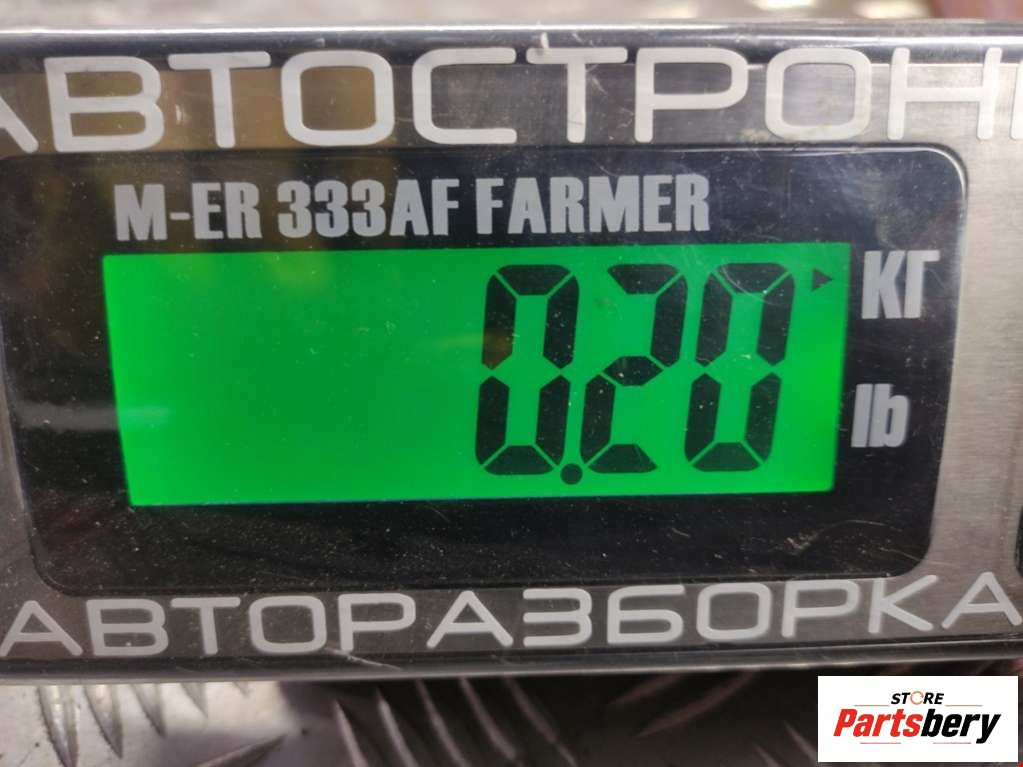 АВТОСТРОН
M-ER 333AF FARMER
0.20
КГ
lb
АВТОРАЗБОРКА
STORE
Partsbery